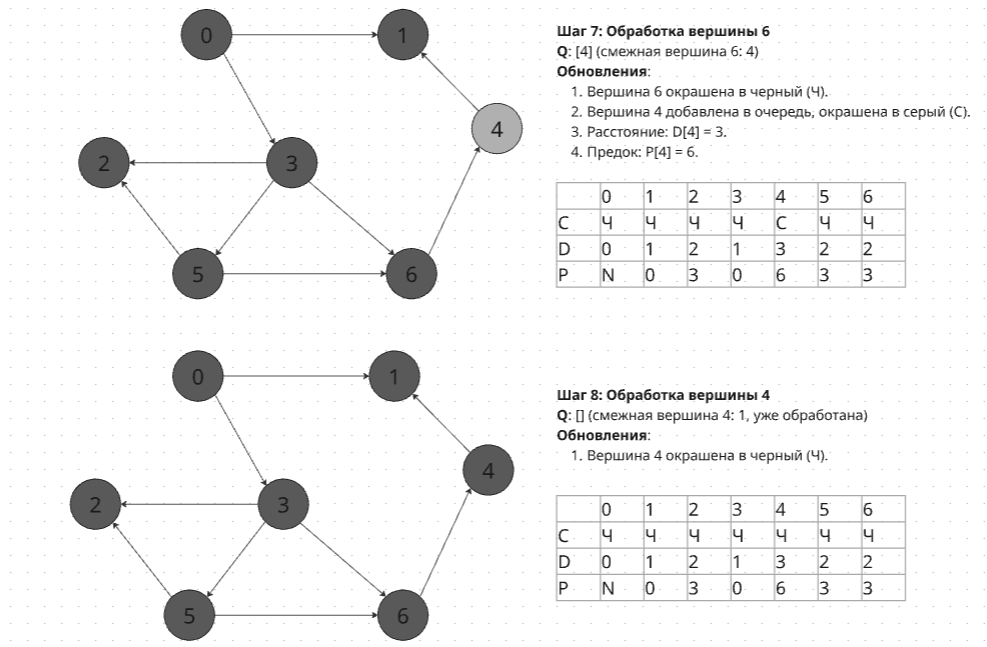 0
1
4
2
3
5
6
Шаг 7: Обработка вершины 6
Q: [4] (смежная вершина 6: 4)
Обновления:
1. Вершина 6 окрашена в черный (Ч).
2. Вершина 4 добавлена в очередь, окрашена в серый (С).
3. Расстояние: D[4] = 3.
4. Предок: P[4] = 6.
0 1 2 3 4 5 6
C Ч Ч Ч Ч С Ч Ч
D 0 1 2 1 3 2 2
P N 0 3 0 6 3 3
0
1
4
2
3
5
6
Шаг 8: Обработка вершины 4
Q: [] (смежная вершина 4: 1, уже обработана)
Обновления:
1. Вершина 4 окрашена в черный (Ч).
0 1 2 3 4 5 6
C Ч Ч Ч Ч Ч Ч Ч
D 0 1 2 1 3 2 2
P N 0 3 0 6 3 3